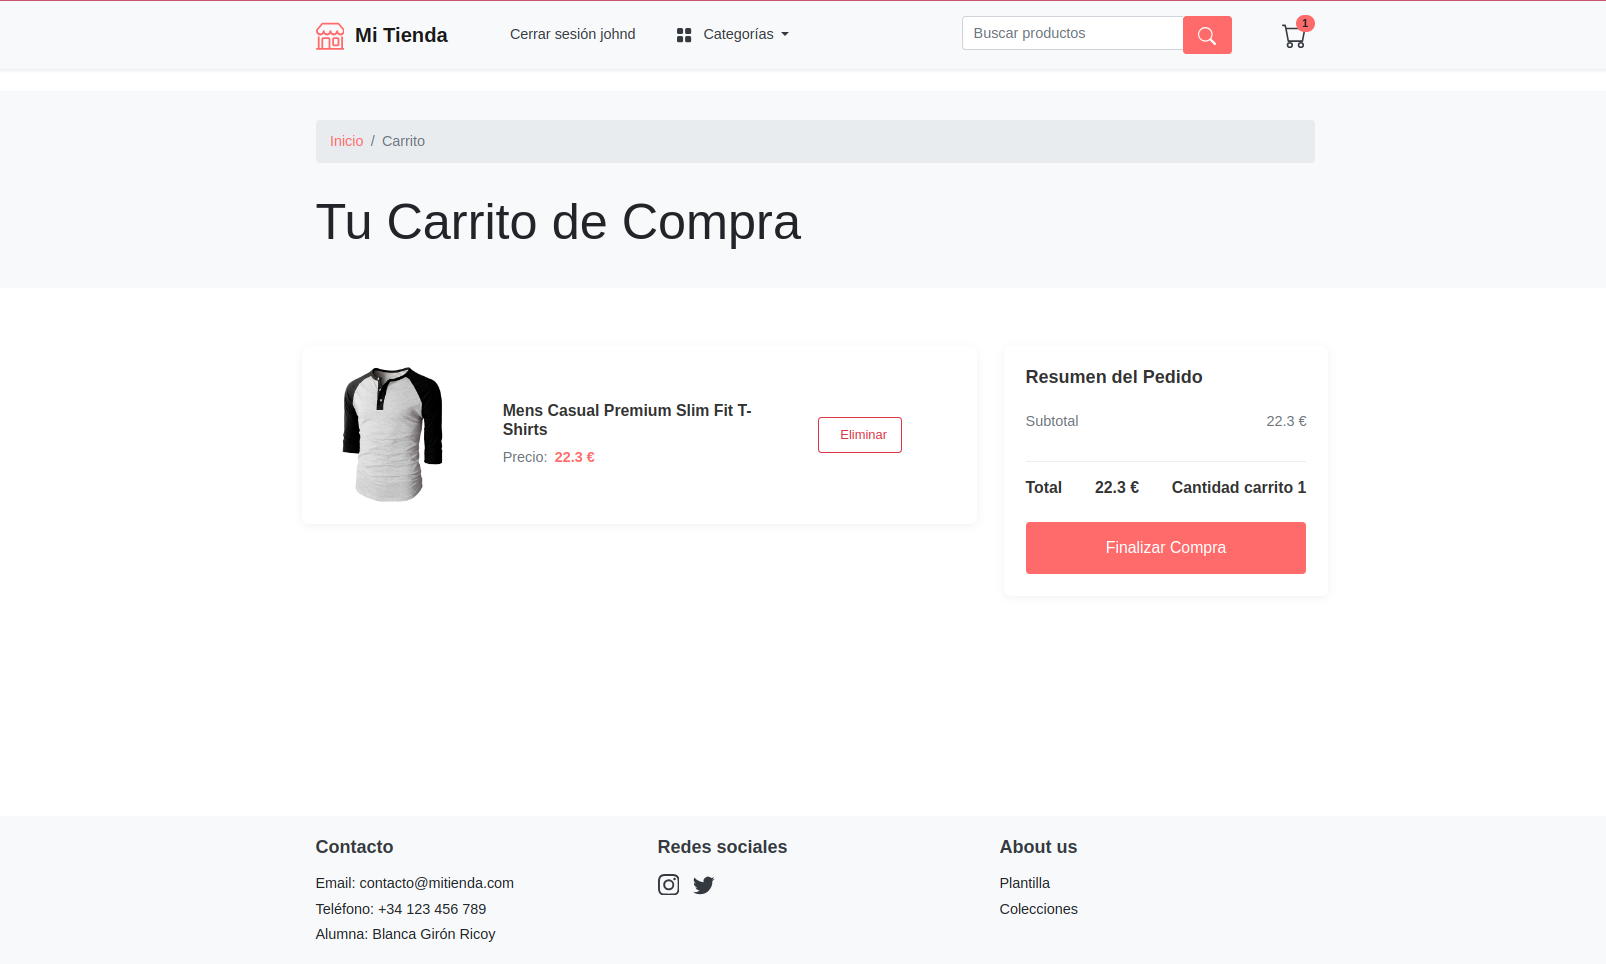 Mi Tienda
Cerrar sesión johnd
Categorías
Buscar productos
1
Inicio / Carrito
Tu Carrito de Compra
Mens Casual Premium Slim Fit T-
Shirts
Precio: 22.3 €
Eliminar
Resumen del Pedido
Subtotal 22.3 €
Total 22.3 € Cantidad carrito 1
Finalizar Compra
Contacto
Email: contacto@mitienda.com
Teléfono: +34 123 456 789
Alumna: Blanca Girón Ricoy
Redes sociales
About us
Plantilla
Colecciones